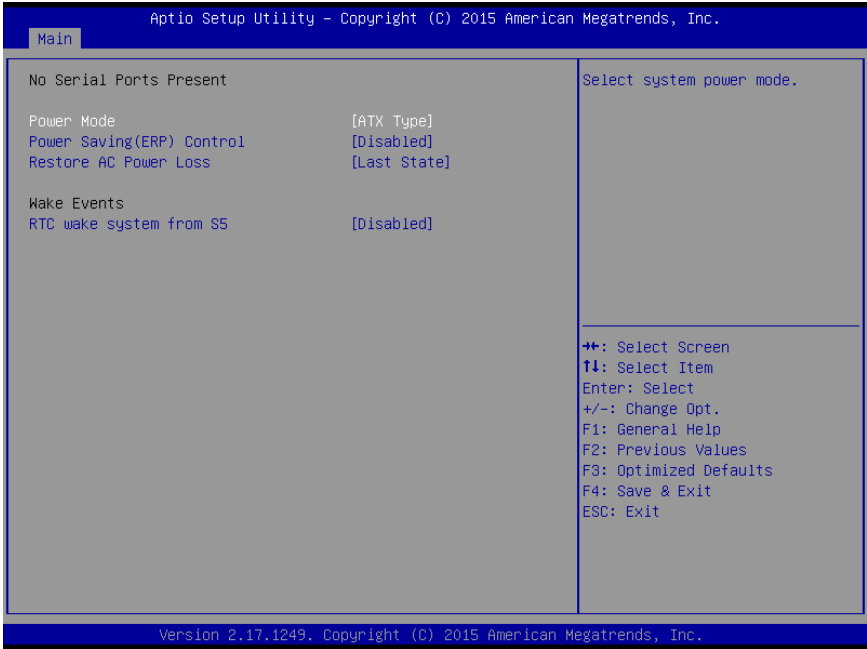 Aptio Setup Utility – Copyright (C) 2015 American Megatrends, Inc.
Main
No Serial Ports Present
Power Mode [ATX Type]
Power Saving(ERP) Control [Disabled]
Restore AC Power Loss [Last State]
Wake Events
RTC wake system from S5 [Disabled]
Select system power mode.
→←: Select Screen
↑↓: Select Item
Enter: Select
+/-: Change Opt.
F1: General Help
F2: Previous Values
F3: Optimized Defaults
F4: Save & Exit
ESC: Exit
Version 2.17.1249. Copyright (C) 2015 American Megatrends, Inc.